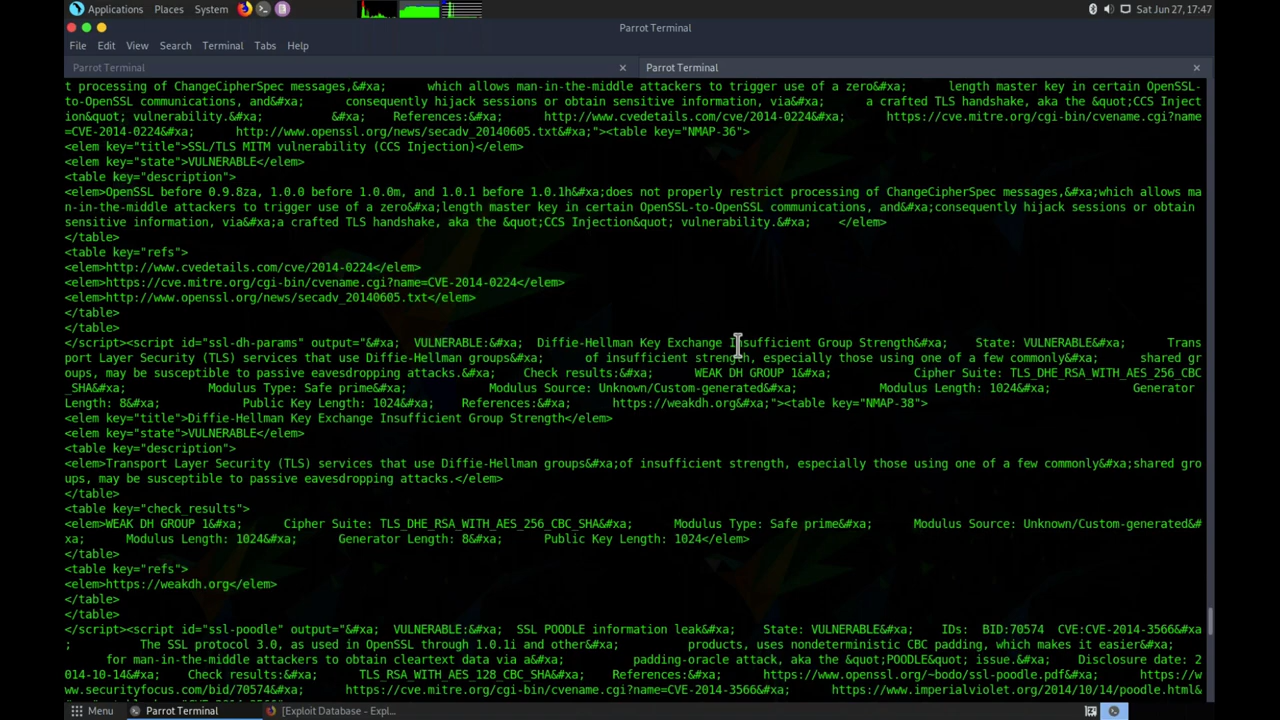 Applications Places System Sat Jun 27, 17:47
Parrot Terminal
File Edit View Search Terminal Tabs Help
Parrot Terminal × Parrot Terminal ×
t processing of ChangeCipherSpec messages,&#xa;      which allows man-in-the-middle attackers to trigger use of a zero&#xa;      length master key in certain OpenSSL-
to-OpenSSL communications, and&#xa;      consequently hijack sessions or obtain sensitive information, via&#xa;      a crafted TLS handshake, aka the &quot;CCS Inject
ion&quot; vulnerability.&#xa;      &#xa;    References:&#xa;      http://www.cvedetails.com/cve/2014-0224&#xa;      https://cve.mitre.org/cgi-bin/cvename.cgi?name
=CVE-2014-0224&#xa;      http://www.openssl.org/news/secadv_20140605.txt&#xa;"><table key="NMAP-36">
<elem key="title">SSL/TLS MITM vulnerability (CCS Injection)</elem>
<elem key="state">VULNERABLE</elem>
<table key="description">
<elem>OpenSSL before 0.9.8za, 1.0.0 before 1.0.0m, and 1.0.1 before 1.0.1h&#xa;does not properly restrict processing of ChangeCipherSpec messages,&#xa;which allows ma
n-in-the-middle attackers to trigger use of a zero&#xa;length master key in certain OpenSSL-to-OpenSSL communications, and&#xa;consequently hijack sessions or obtain
sensitive information, via&#xa;a crafted TLS handshake, aka the &quot;CCS Injection&quot; vulnerability.&#xa;    </elem>
</table>
<table key="refs">
<elem>http://www.cvedetails.com/cve/2014-0224</elem>
<elem>https://cve.mitre.org/cgi-bin/cvename.cgi?name=CVE-2014-0224</elem>
<elem>http://www.openssl.org/news/secadv_20140605.txt</elem>
</table>
</table>
</script><script id="ssl-dh-params" output="&#xa;  VULNERABLE:&#xa;  Diffie-Hellman Key Exchange Insufficient Group Strength&#xa;    State: VULNERABLE&#xa;      Trans
port Layer Security (TLS) services that use Diffie-Hellman groups&#xa;      of insufficient strength, especially those using one of a few commonly&#xa;      shared gr
oups, may be susceptible to passive eavesdropping attacks.&#xa;    Check results:&#xa;      WEAK DH GROUP 1&#xa;            Cipher Suite: TLS_DHE_RSA_WITH_AES_256_CBC
_SHA&#xa;            Modulus Type: Safe prime&#xa;            Modulus Source: Unknown/Custom-generated&#xa;            Modulus Length: 1024&#xa;            Generator
Length: 8&#xa;            Public Key Length: 1024&#xa;    References:&#xa;      https://weakdh.org&#xa;"><table key="NMAP-38">
<elem key="title">Diffie-Hellman Key Exchange Insufficient Group Strength</elem>
<elem key="state">VULNERABLE</elem>
<table key="description">
<elem>Transport Layer Security (TLS) services that use Diffie-Hellman groups&#xa;of insufficient strength, especially those using one of a few commonly&#xa;shared gro
ups, may be susceptible to passive eavesdropping attacks.</elem>
</table>
<table key="check_results">
<elem>WEAK DH GROUP 1&#xa;      Cipher Suite: TLS_DHE_RSA_WITH_AES_256_CBC_SHA&#xa;      Modulus Type: Safe prime&#xa;      Modulus Source: Unknown/Custom-generated&#
xa;      Modulus Length: 1024&#xa;      Generator Length: 8&#xa;      Public Key Length: 1024</elem>
</table>
<table key="refs">
<elem>https://weakdh.org</elem>
</table>
</table>
</script><script id="ssl-poodle" output="&#xa;  VULNERABLE:&#xa;  SSL POODLE information leak&#xa;    State: VULNERABLE&#xa;    IDs:  BID:70574  CVE:CVE-2014-3566&#xa
;          The SSL protocol 3.0, as used in OpenSSL through 1.0.1i and other&#xa;          products, uses nondeterministic CBC padding, which makes it easier&#xa;
for man-in-the-middle attackers to obtain cleartext data via a&#xa;          padding-oracle attack, aka the &quot;POODLE&quot; issue.&#xa;    Disclosure date: 2
014-10-14&#xa;    Check results:&#xa;      TLS_RSA_WITH_AES_128_CBC_SHA&#xa;    References:&#xa;      https://www.openssl.org/~bodo/ssl-poodle.pdf&#xa;      https://w
ww.securityfocus.com/bid/70574&#xa;      https://cve.mitre.org/cgi-bin/cvename.cgi?name=CVE-2014-3566&#xa;      https://www.imperialviolet.org/2014/10/14/poodle.html&
Menu Parrot Terminal [Exploit Database - Expl...